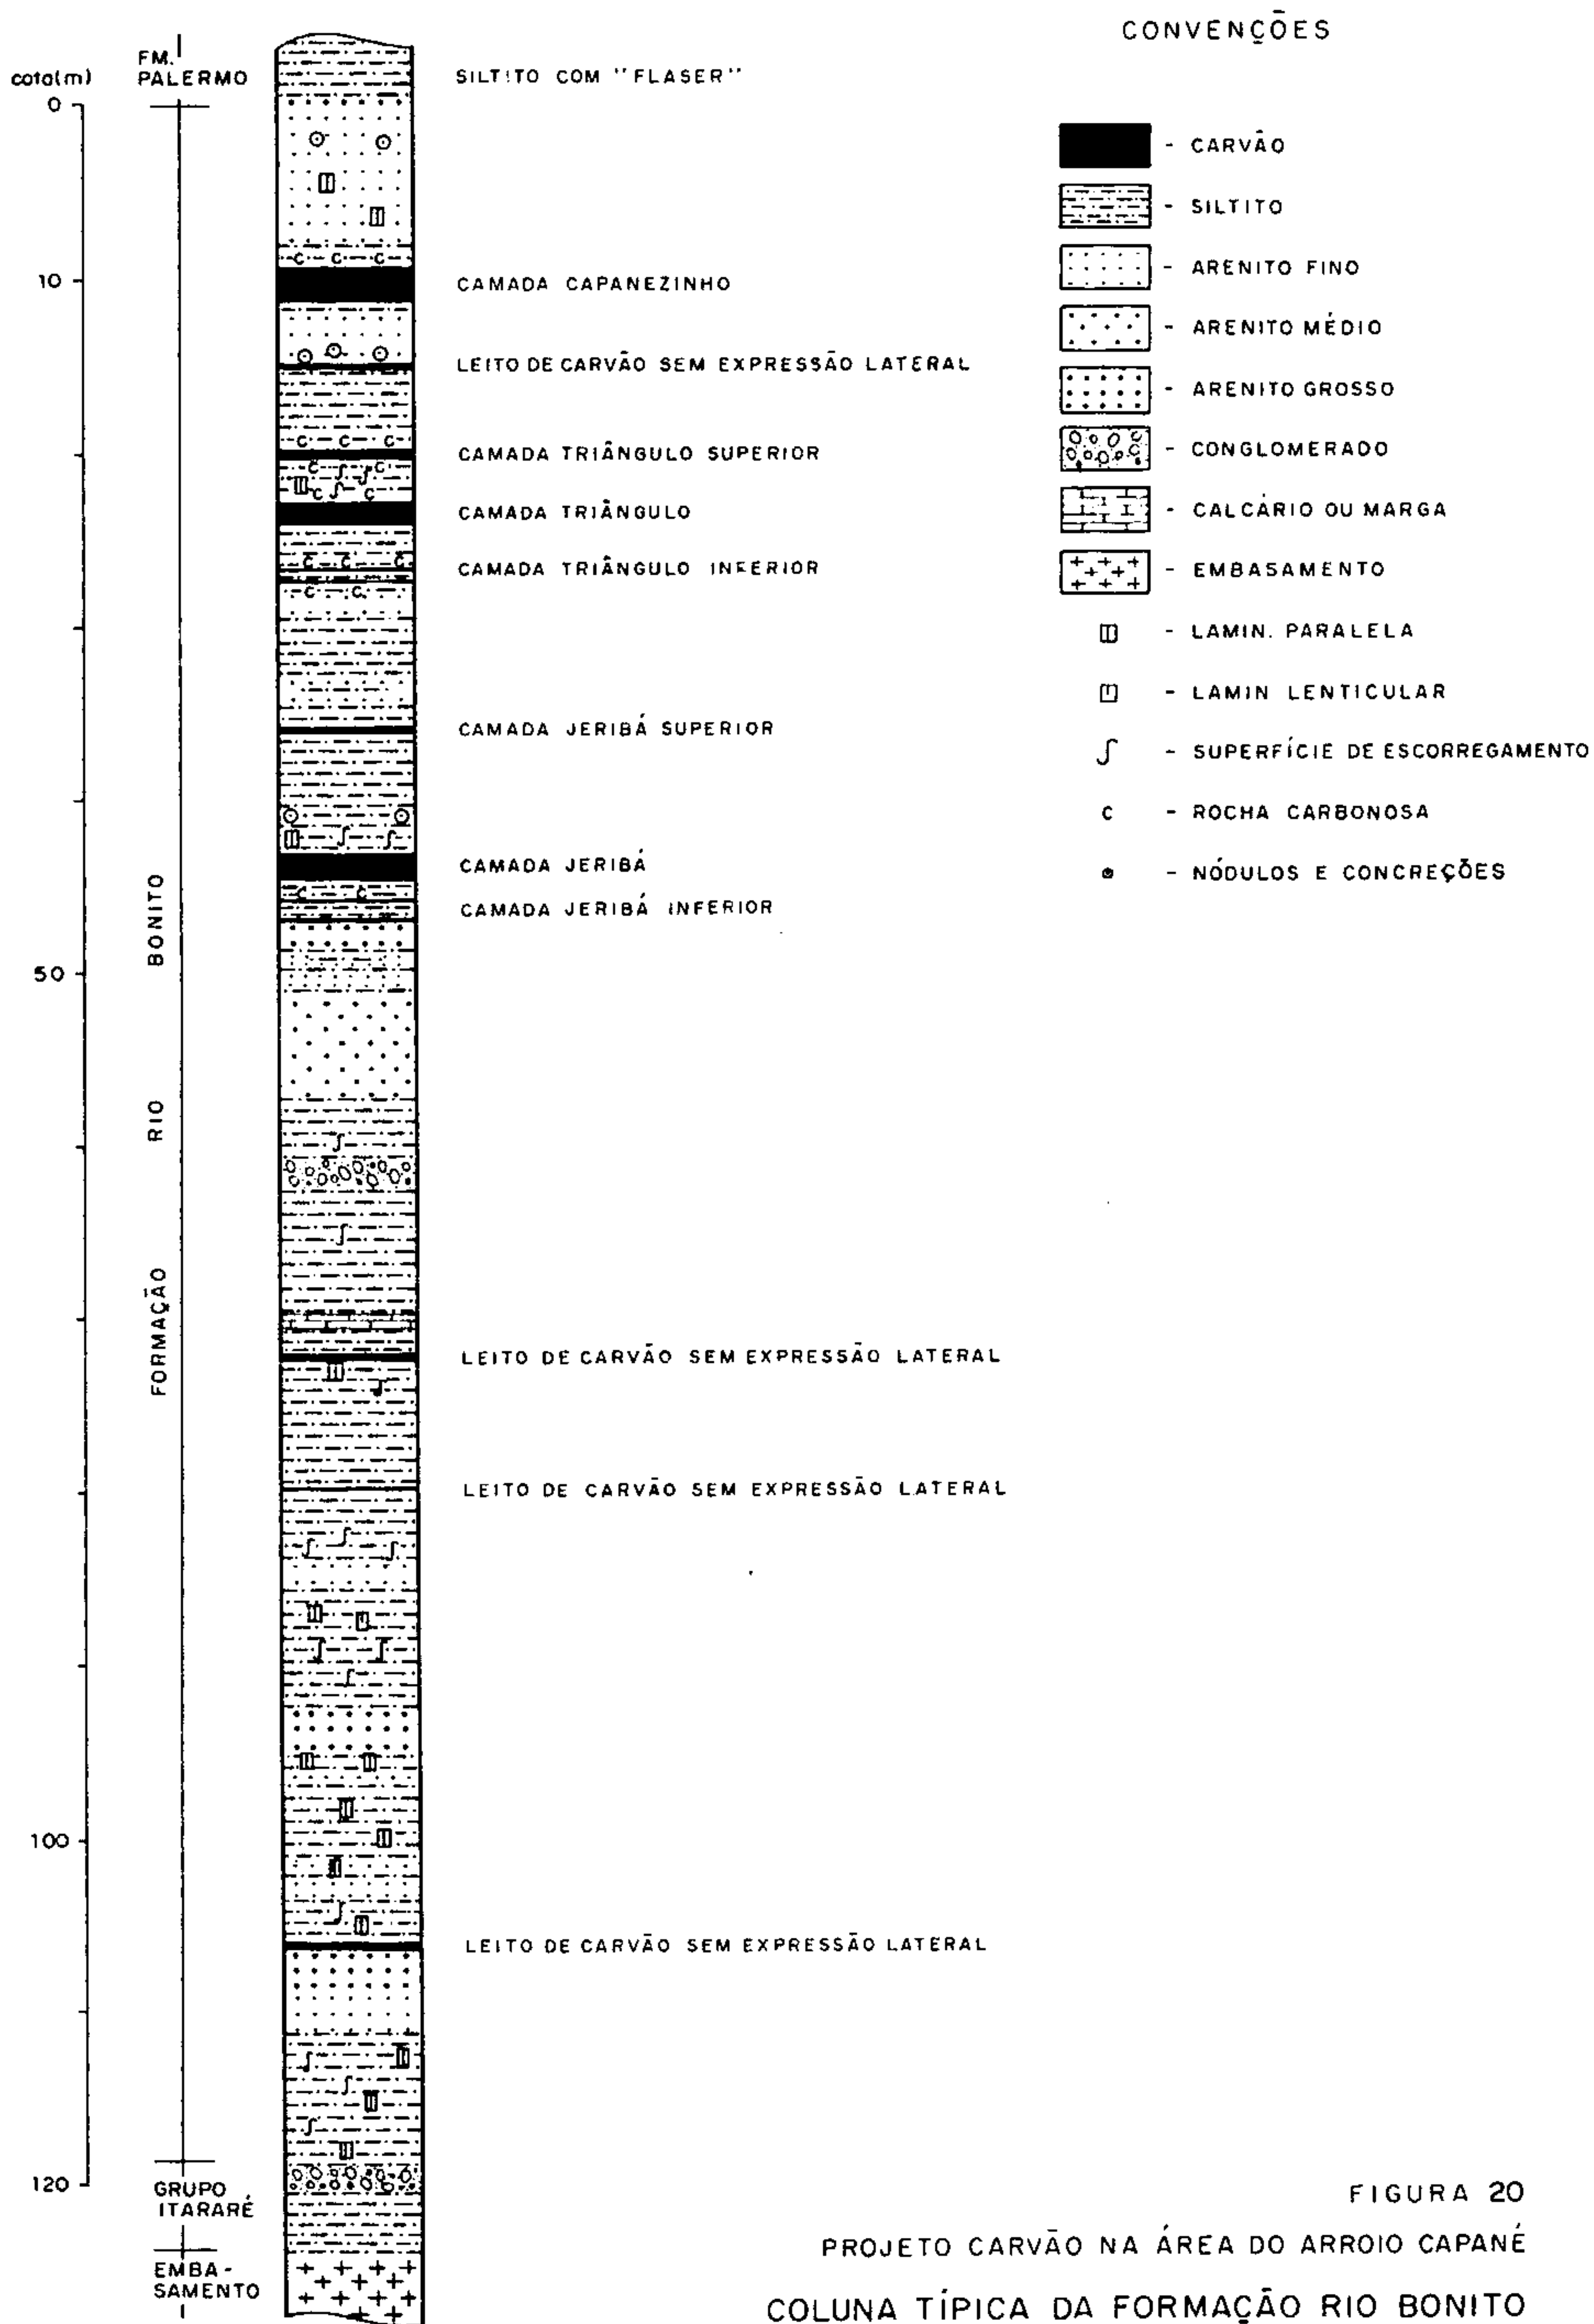 CONVENÇÕES
cota(m)
FM.
PALERMO
SILTITO COM "FLASER"
0
- CARVÃO
- SILTITO
- ARENITO FINO
10
CAMADA CAPANEZINHO
- ARENITO MÉDIO
LEITO DE CARVÃO SEM EXPRESSÃO LATERAL
- ARENITO GROSSO
CAMADA TRIÂNGULO SUPERIOR
- CONGLOMERADO
CAMADA TRIÂNGULO
- CALCÁRIO OU MARGA
CAMADA TRIÂNGULO INFERIOR
- EMBASAMENTO
- LAMIN. PARALELA
- LAMIN LENTICULAR
CAMADA JERIBÁ SUPERIOR
- SUPERFÍCIE DE ESCORREGAMENTO
C - ROCHA CARBONOSA
CAMADA JERIBÁ
- NÓDULOS E CONCREÇÕES
CAMADA JERIBÁ INFERIOR
50
FORMAÇÃO RIO BONITO
LEITO DE CARVÃO SEM EXPRESSÃO LATERAL
LEITO DE CARVÃO SEM EXPRESSÃO LATERAL
100
LEITO DE CARVÃO SEM EXPRESSÃO LATERAL
120
GRUPO
ITARARÉ
EMBA-
SAMENTO
FIGURA 20
PROJETO CARVÃO NA ÁREA DO ARROIO CAPANÉ
COLUNA TÍPICA DA FORMAÇÃO RIO BONITO